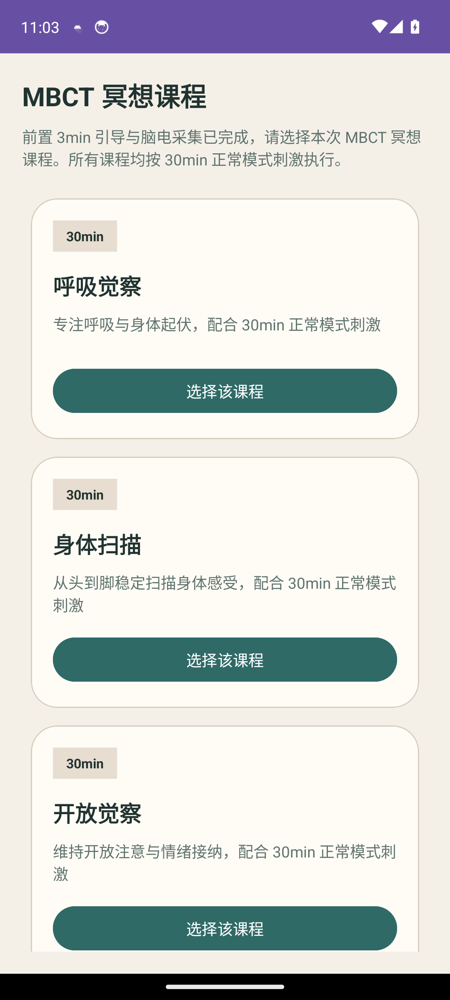 11:03
MBCT 冥想课程
前置 3min 引导与脑电采集已完成，请选择本次 MBCT 冥想
课程。所有课程均按 30min 正常模式刺激执行。
30min
呼吸觉察
专注呼吸与身体起伏，配合 30min 正常模式刺激
选择该课程
30min
身体扫描
从头到脚稳定扫描身体感受，配合 30min 正常模式
刺激
选择该课程
30min
开放觉察
维持开放注意与情绪接纳，配合 30min 正常模式刺
激
选择该课程